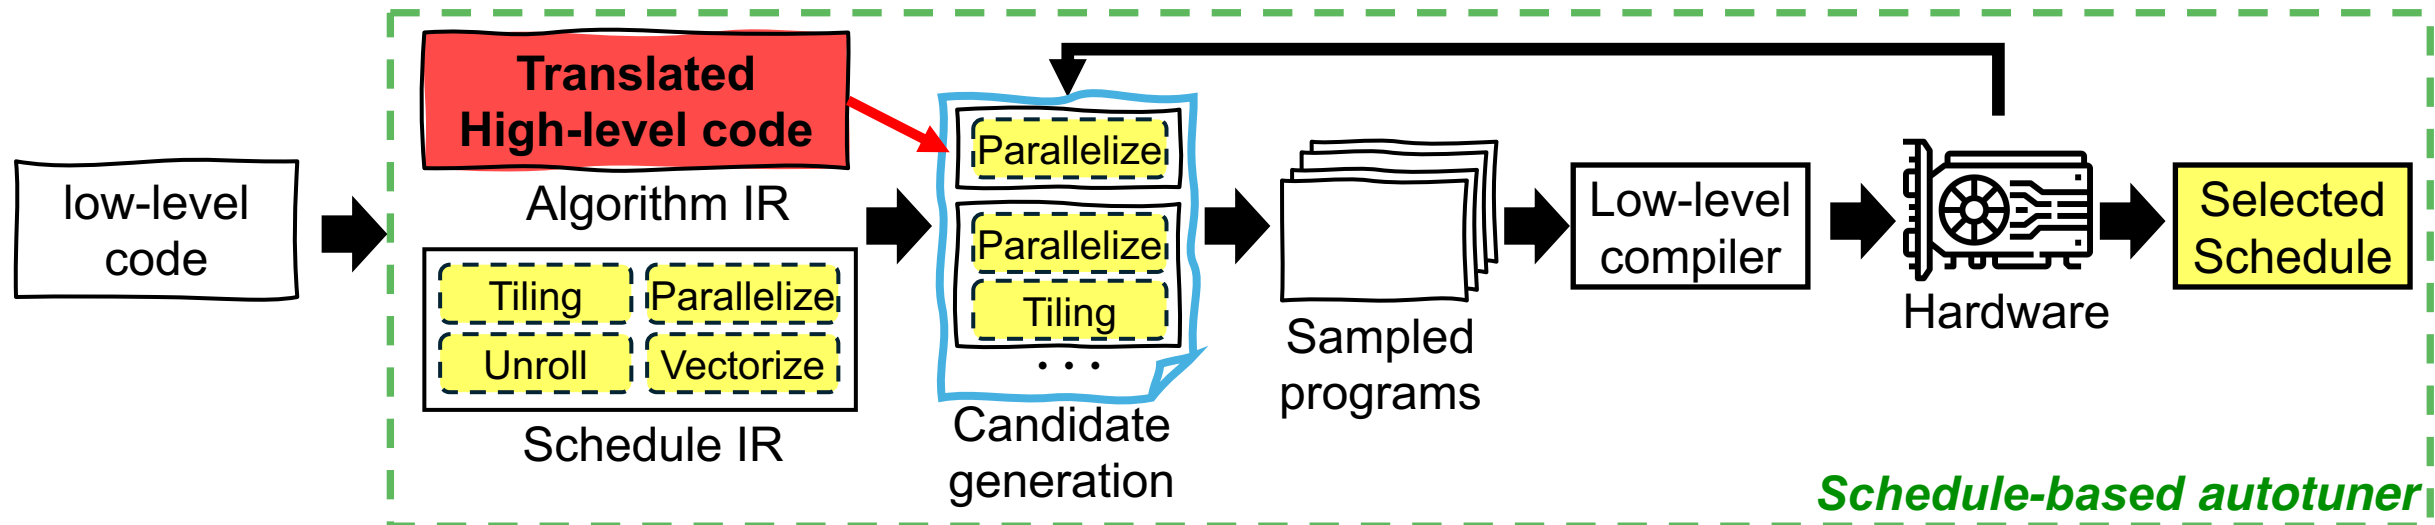 low-level
code
Translated
High-level code
Algorithm IR
Tiling
Parallelize
Unroll
Vectorize
Schedule IR
Parallelize
Parallelize
Tiling
...
Candidate
generation
Sampled
programs
Low-level
compiler
Hardware
Selected
Schedule
Schedule-based autotuner